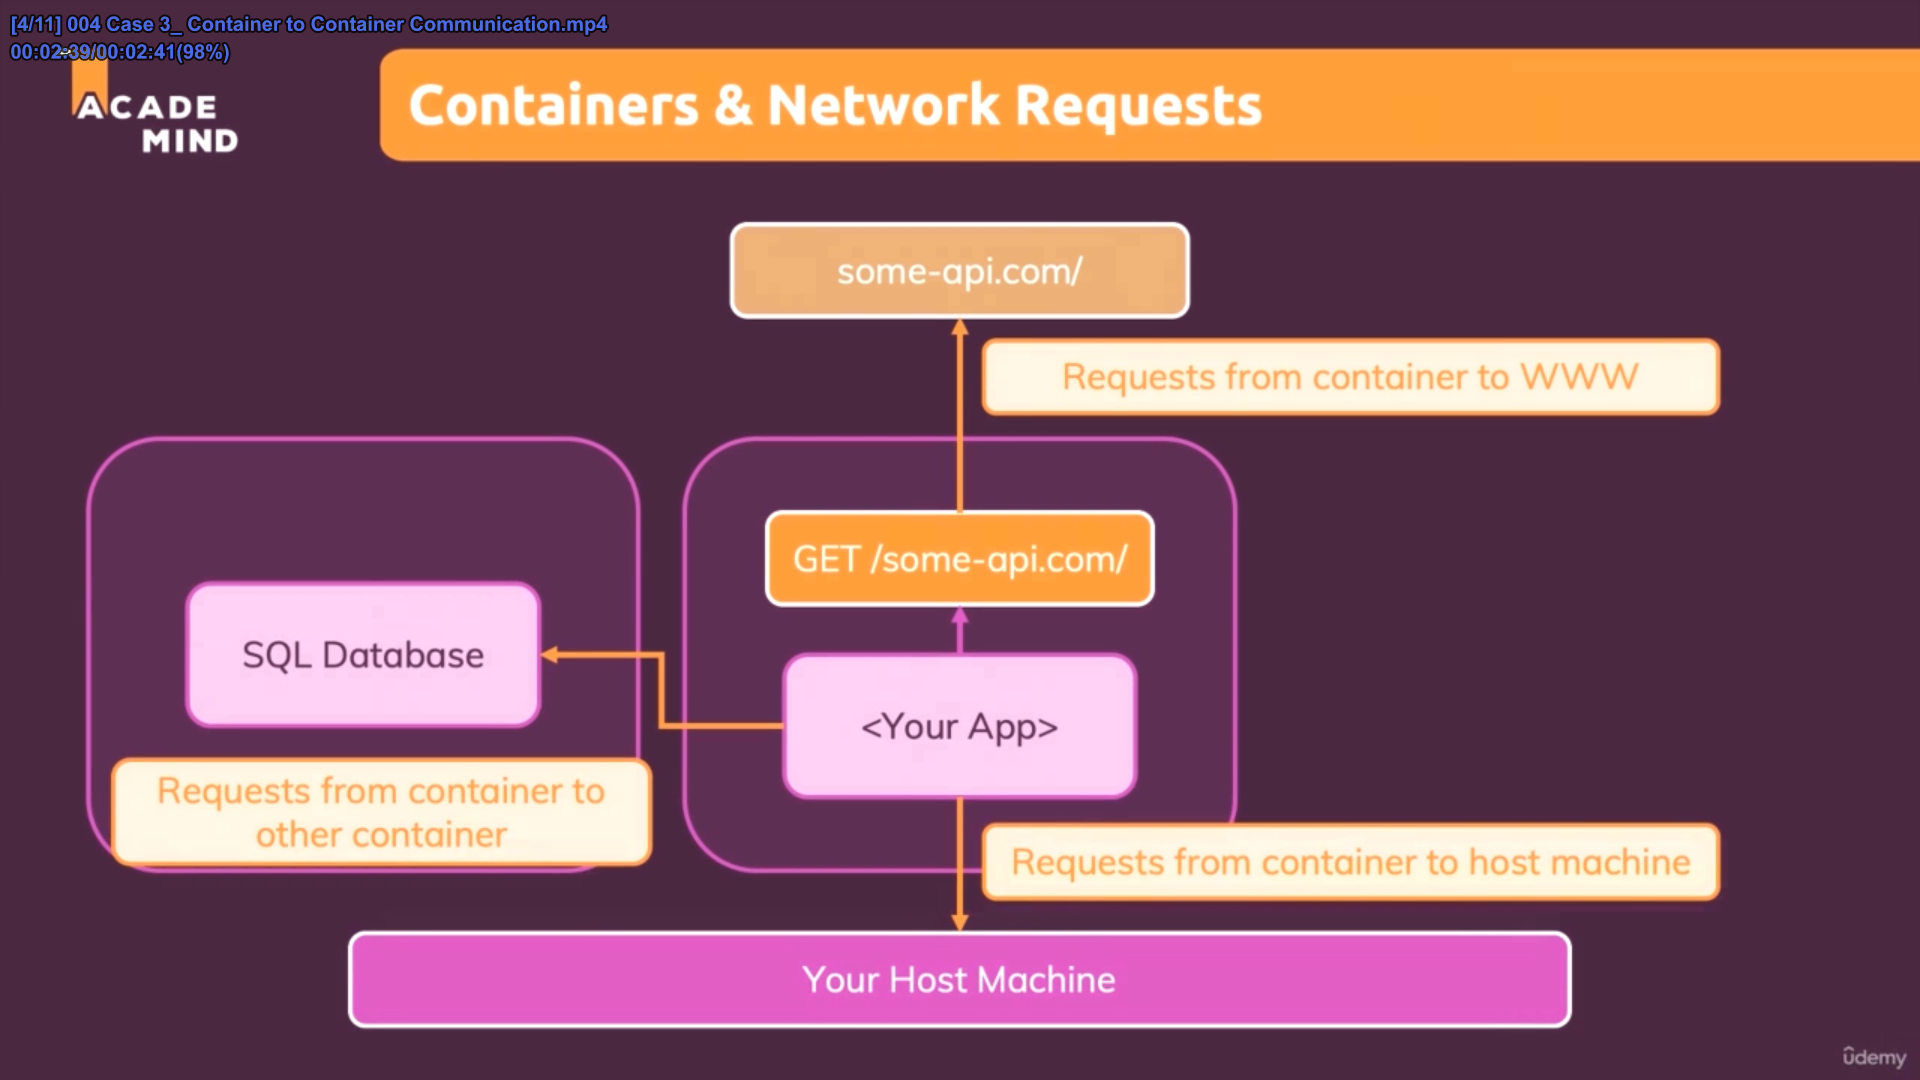 [4/11] 004 Case 3_ Container to Container Communication.mp4
00:02:39/00:02:41(98%)
ACADE
MIND
Containers & Network Requests
some-api.com/
Requests from container to WWW
GET /some-api.com/
SQL Database
<Your App>
Requests from container to
other container
Requests from container to host machine
Your Host Machine
ûdemy